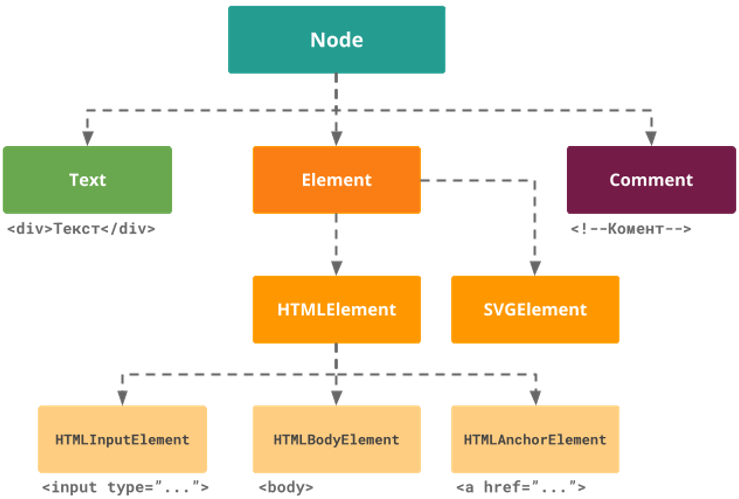 Node
Text
Element
Comment
<div>Текст</div>
<!--Комент-->
HTMLElement
SVGElement
HTMLInputElement
HTMLBodyElement
HTMLAnchorElement
<input type="...">
<body>
<a href="...">